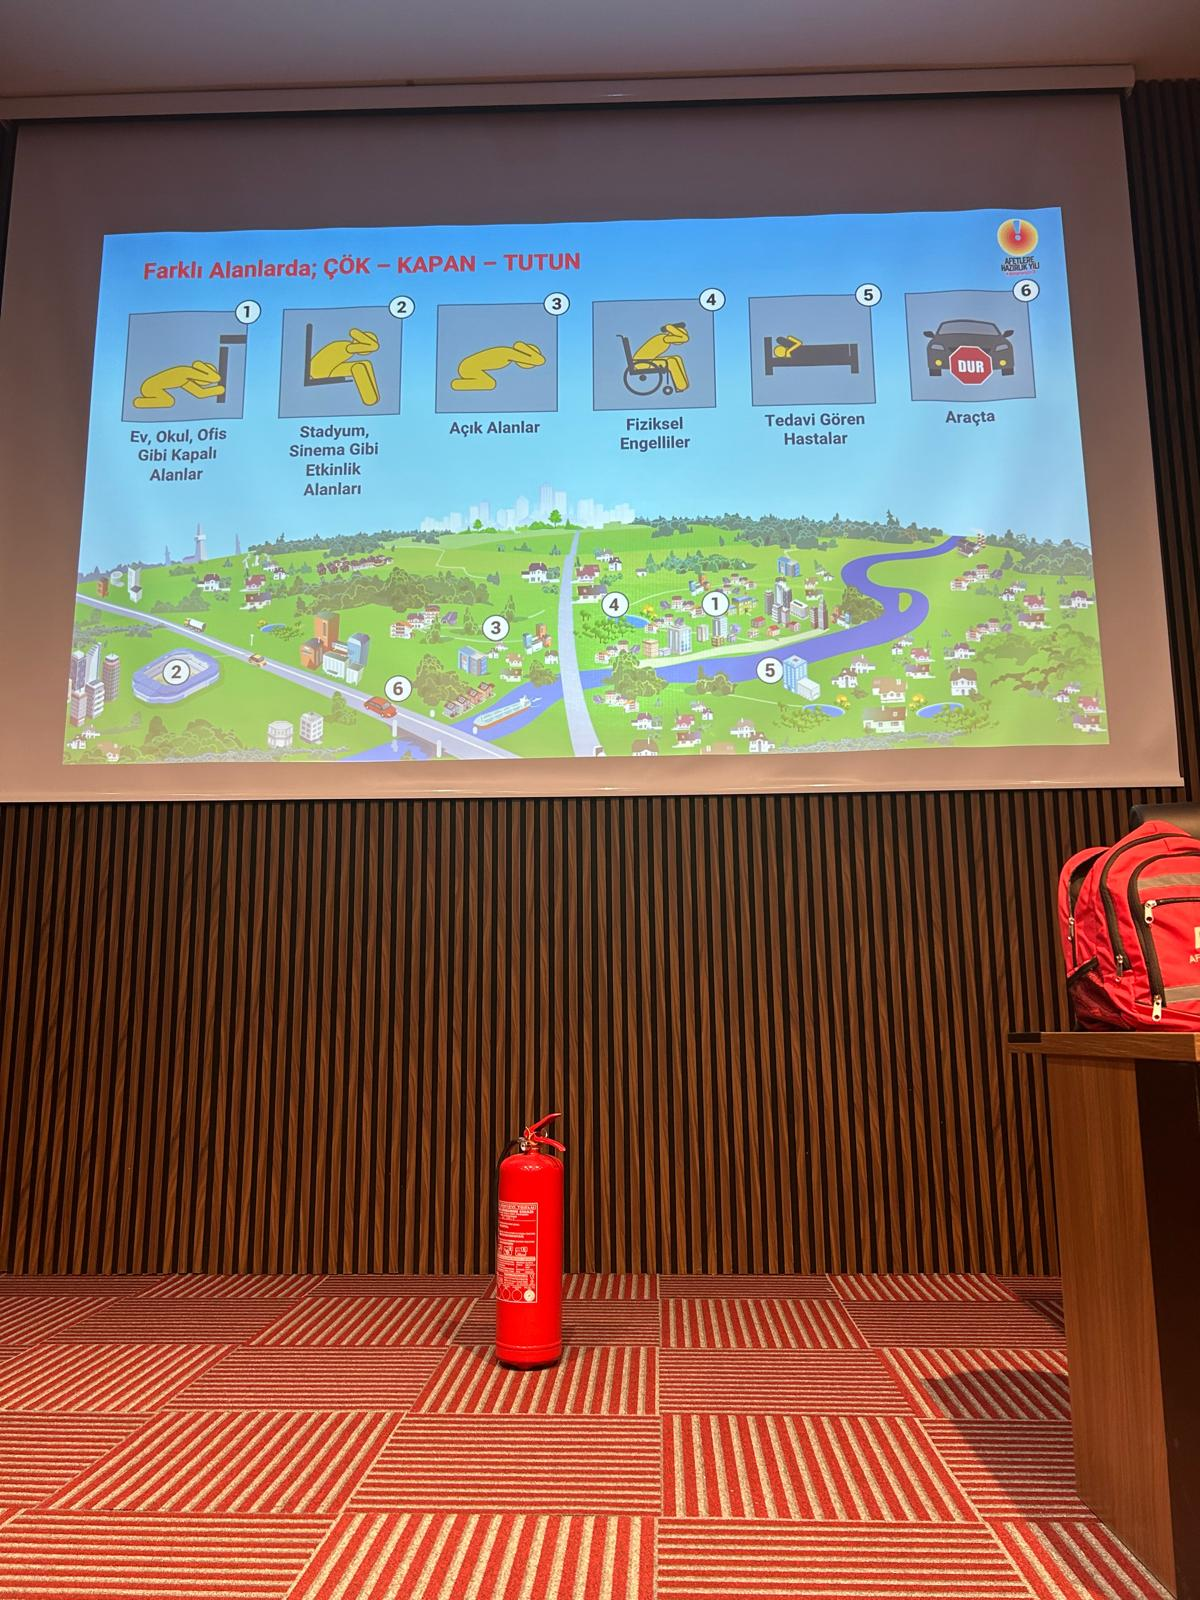 Farklı Alanlarda; ÇÖK – KAPAN – TUTUN
AFETLERE
HAZIRLIK YILI
1
2
3
4
5
6
DUR
Ev, Okul, Ofis
Gibi Kapalı
Alanlar
Stadyum,
Sinema Gibi
Etkinlik
Alanları
Açık Alanlar
Fiziksel
Engelliler
Tedavi Gören
Hastalar
Araçta
4
1
3
2
5
6
AF